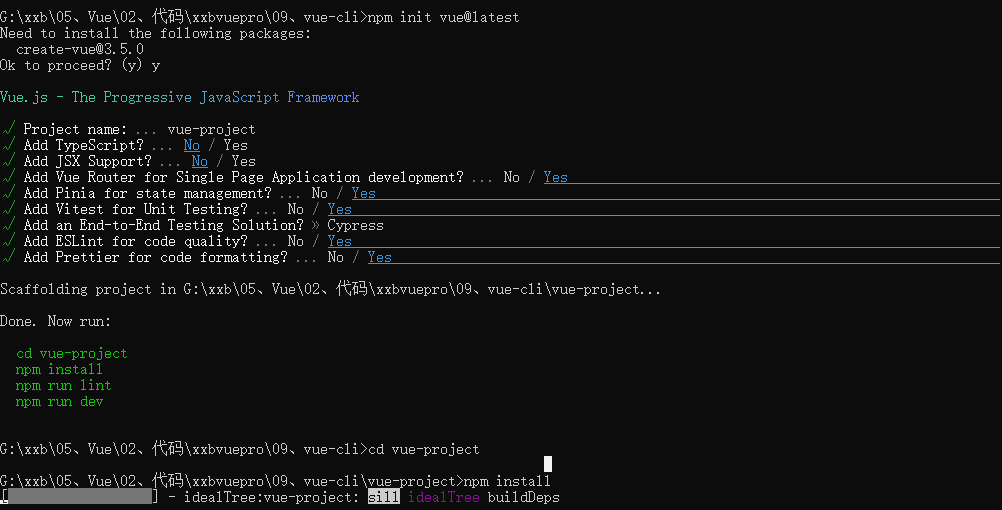 G:\xxb\05、Vue\02、代码\xxbvuepro\09、vue-cli>npm init vue@latest
Need to install the following packages:
  create-vue@3.5.0
Ok to proceed? (y) y
Vue.js - The Progressive JavaScript Framework
√ Project name: ... vue-project
√ Add TypeScript? ... No / Yes
√ Add JSX Support? ... No / Yes
√ Add Vue Router for Single Page Application development? ... No / Yes
√ Add Pinia for state management? ... No / Yes
√ Add Vitest for Unit Testing? ... No / Yes
√ Add an End-to-End Testing Solution? » Cypress
√ Add ESLint for code quality? ... No / Yes
√ Add Prettier for code formatting? ... No / Yes
Scaffolding project in G:\xxb\05、Vue\02、代码\xxbvuepro\09、vue-cli\vue-project...
Done. Now run:
  cd vue-project
  npm install
  npm run lint
  npm run dev
G:\xxb\05、Vue\02、代码\xxbvuepro\09、vue-cli>cd vue-project
G:\xxb\05、Vue\02、代码\xxbvuepro\09、vue-cli\vue-project>npm install
[                  ] - idealTree:vue-project: sill idealTree buildDeps